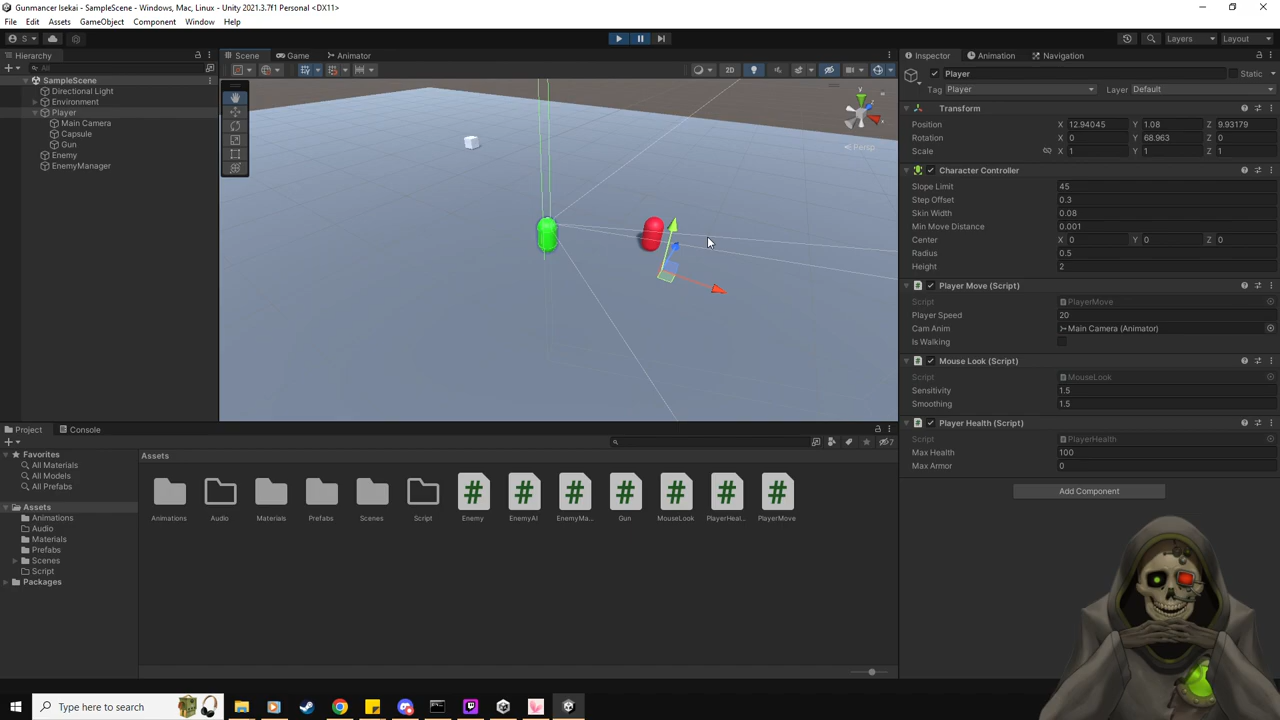 Gunmancer Isekai - SampleScene - Windows, Mac, Linux - Unity 2021.3.7f1 Personal <DX11>
File Edit Assets GameObject Component Window Help
S Layers Layout
Hierarchy Scene Game Animator Inspector Animation Navigation
All 2D
SampleScene
Directional Light
Environment
Player
Main Camera
Capsule
Gun
Enemy
EnemyManager
y
x
Persp
Player Static
Tag Player Layer Default
Transform
Position X 12.94045 Y 1.08 Z 9.93179
Rotation X 0 Y 68.963 Z 0
Scale X 1 Y 1 Z 1
Character Controller
Slope Limit 45
Step Offset 0.3
Skin Width 0.08
Min Move Distance 0.001
Center X 0 Y 0 Z 0
Radius 0.5
Height 2
Player Move (Script)
Script PlayerMove
Player Speed 20
Cam Anim Main Camera (Animator)
Is Walking
Mouse Look (Script)
Script MouseLook
Sensitivity 1.5
Smoothing 1.5
Player Health (Script)
Script PlayerHealth
Max Health 100
Max Armor 0
Add Component
Project Console
7
Favorites
All Materials
All Models
All Prefabs
Assets
Animations
Audio
Materials
Prefabs
Scenes
Script
Packages
Assets
Animations Audio Materials Prefabs Scenes Script Enemy EnemyAI EnemyMa... Gun MouseLook PlayerHeal... PlayerMove
Type here to search